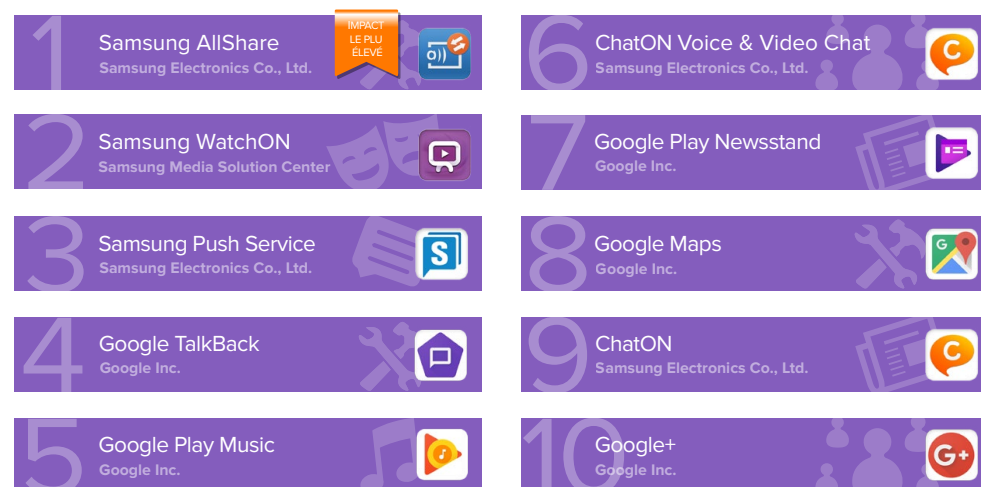 1
Samsung AllShare
Samsung Electronics Co., Ltd.
IMPACT
LE PLU
ÉLEVÉ
2
Samsung WatchON
Samsung Media Solution Center
3
Samsung Push Service
Samsung Electronics Co., Ltd.
S
4
Google TalkBack
Google Inc.
5
Google Play Music
Google Inc.
6
ChatON Voice & Video Chat
Samsung Electronics Co., Ltd.
C
7
Google Play Newsstand
Google Inc.
8
Google Maps
Google Inc.
G
9
ChatON
Samsung Electronics Co., Ltd.
C
10
Google+
Google Inc.
G+